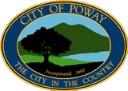 CITY OF POWAY
Incorporated 1980
THE CITY IN THE COUNTRY